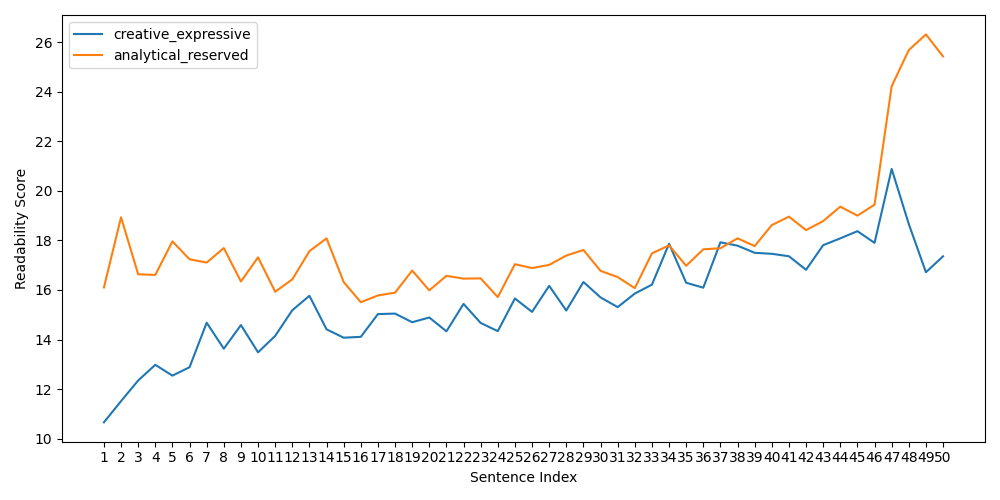 creative_expressive
analytical_reserved
Readability Score
26
24
22
20
18
16
14
12
10
1 2 3 4 5 6 7 8 9 10 11 12 13 14 15 16 17 18 19 20 21 22 23 24 25 26 27 28 29 30 31 32 33 34 35 36 37 38 39 40 41 42 43 44 45 46 47 48 49 50
Sentence Index